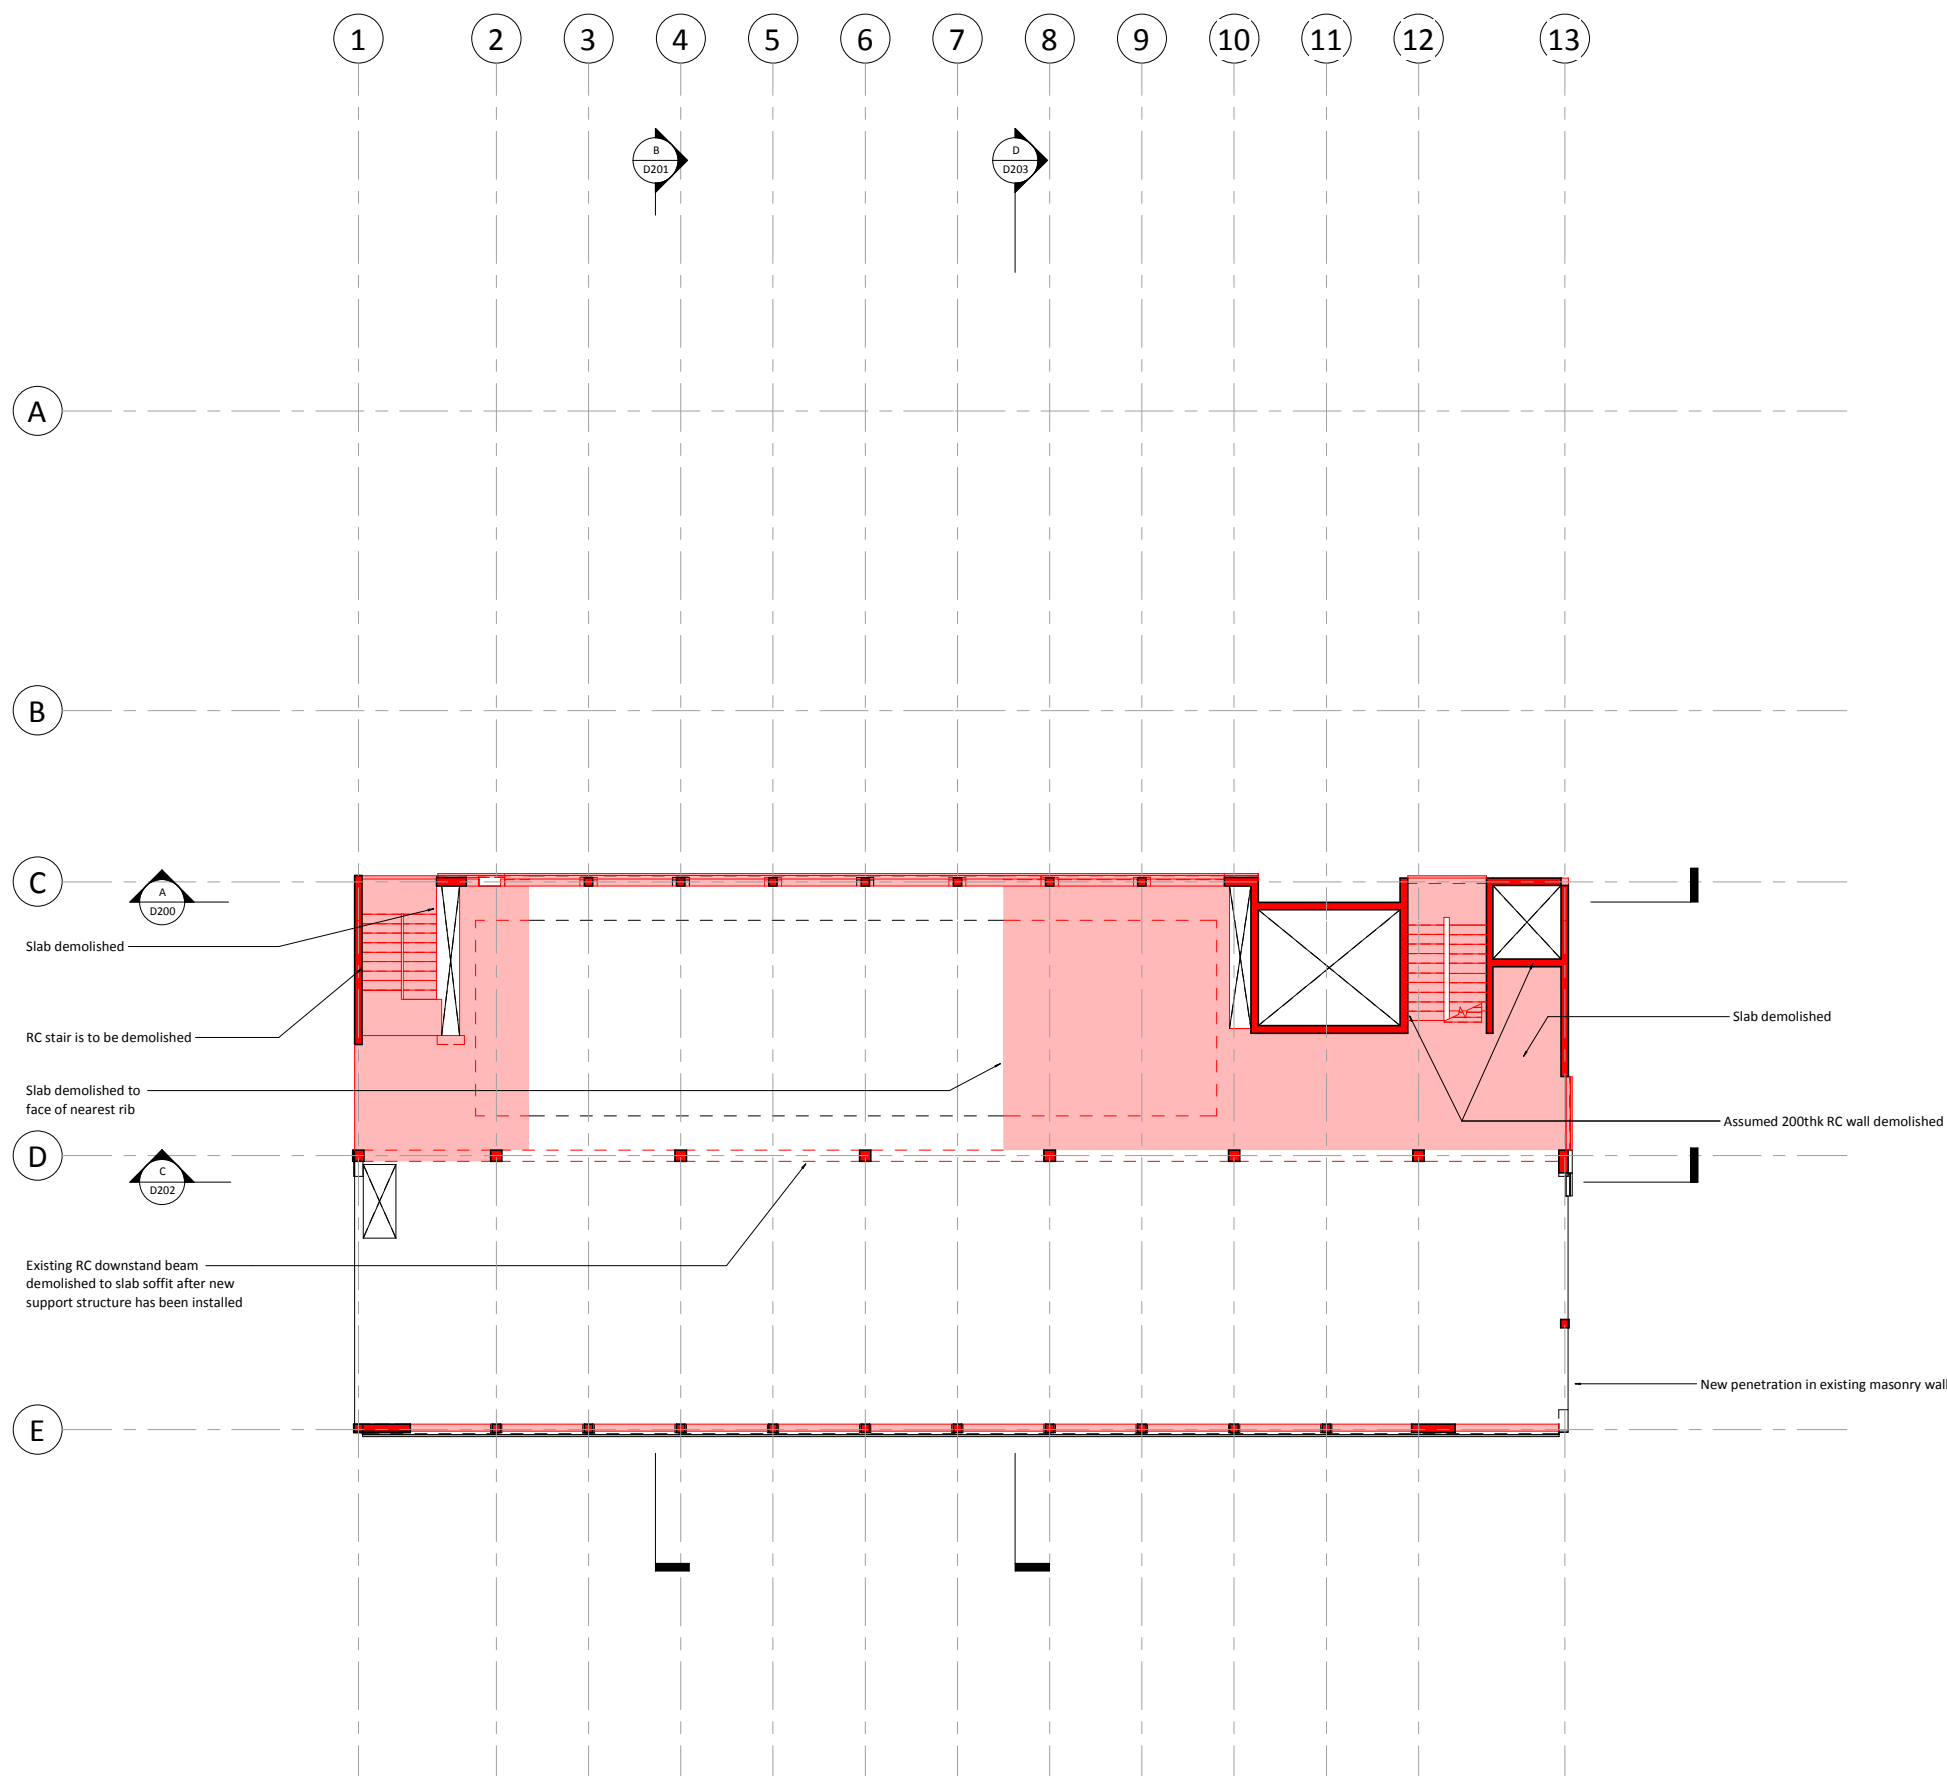 1 2 3 4 5 6 7 8 9 10 11 12 13
B
D201
D
D203
A
B
C
A
D200
Slab demolished
RC stair is to be demolished
Slab demolished
Slab demolished to
face of nearest rib
Assumed 200thk RC wall demolished
D
C
D202
Existing RC downstand beam
demolished to slab soffit after new
support structure has been installed
New penetration in existing masonry wall
E